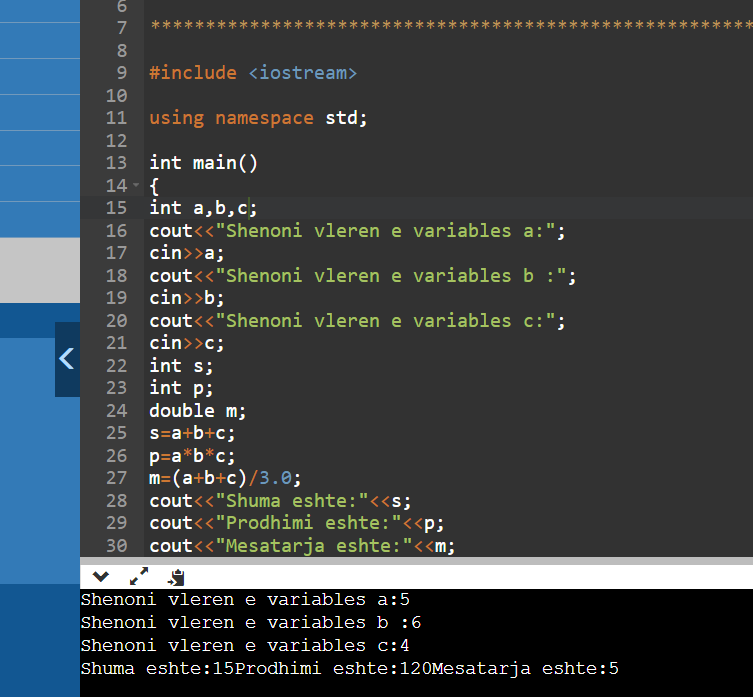 6
7 *******************************************************
8
9 #include <iostream>
10
11 using namespace std;
12
13 int main()
14 {
15 int a,b,c;
16 cout<<"Shenoni vleren e variables a:";
17 cin>>a;
18 cout<<"Shenoni vleren e variables b :";
19 cin>>b;
20 cout<<"Shenoni vleren e variables c:";
21 cin>>c;
22 int s;
23 int p;
24 double m;
25 s=a+b+c;
26 p=a*b*c;
27 m=(a+b+c)/3.0;
28 cout<<"Shuma eshte:"<<s;
29 cout<<"Prodhimi eshte:"<<p;
30 cout<<"Mesatarja eshte:"<<m;
Shenoni vleren e variables a:5
Shenoni vleren e variables b :6
Shenoni vleren e variables c:4
Shuma eshte:15Prodhimi eshte:120Mesatarja eshte:5